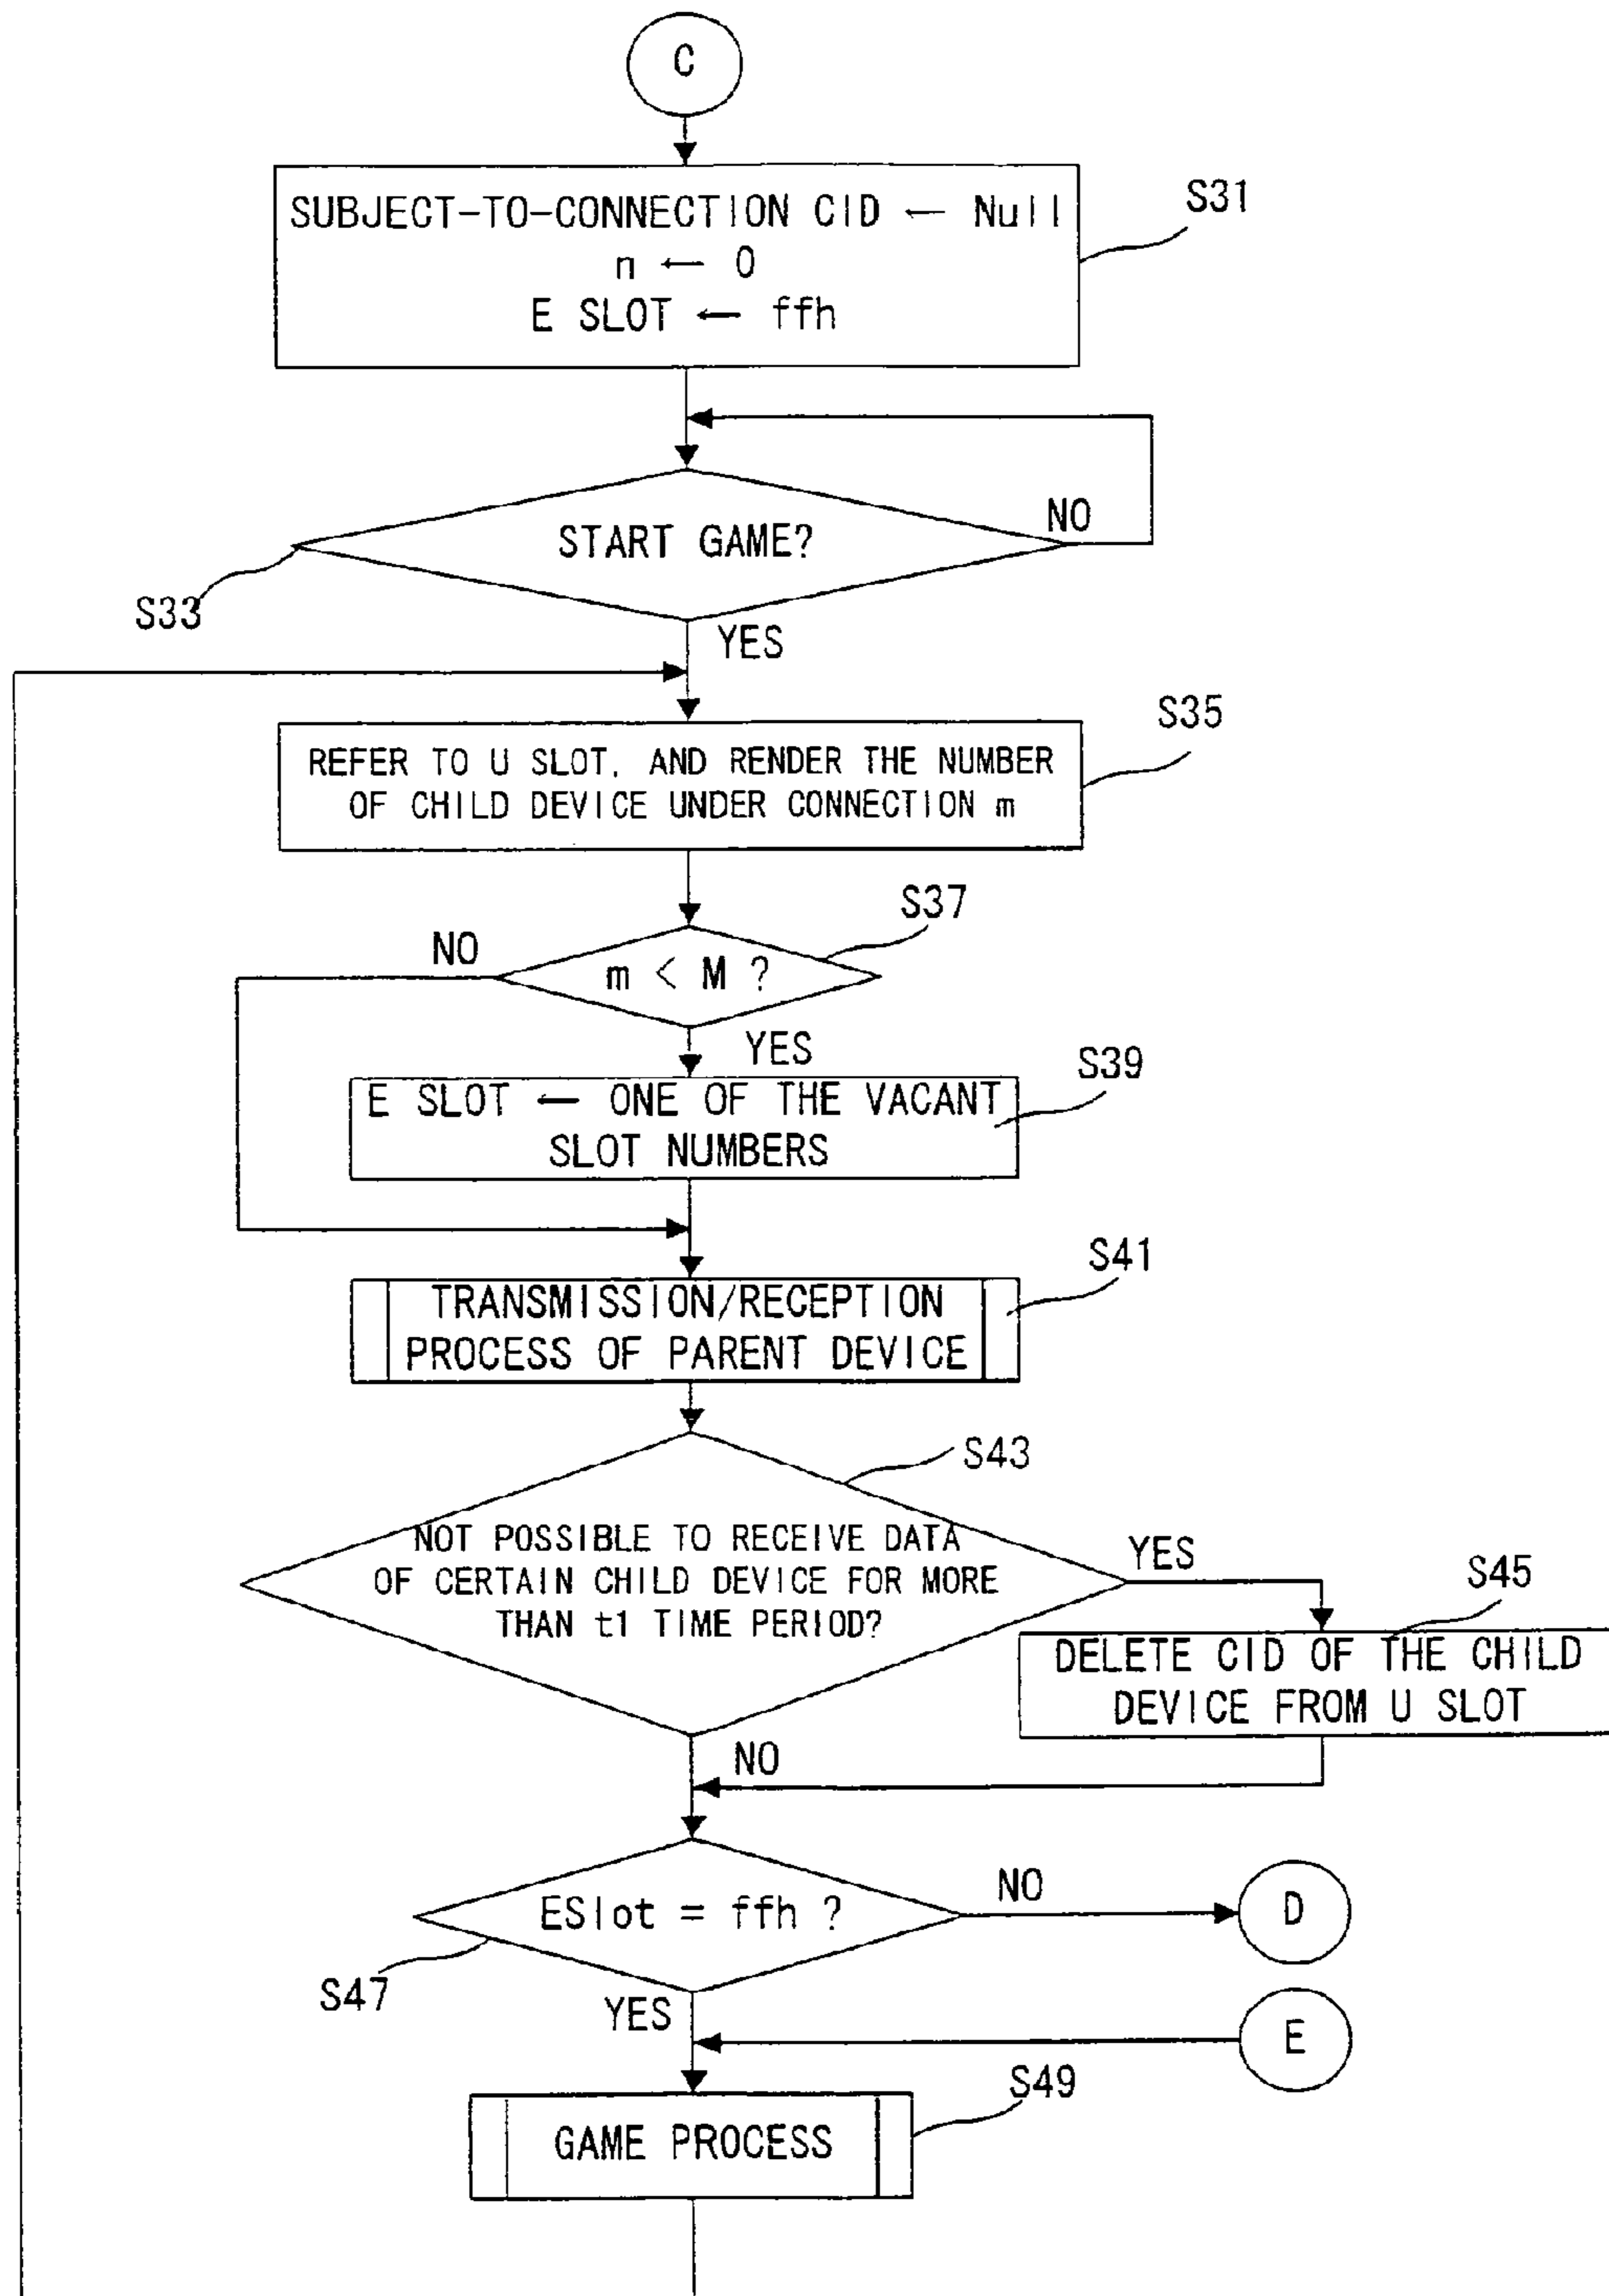 C
SUBJECT-TO-CONNECTION CID ← Null
n ← 0
E SLOT ← ffh
S31
START GAME?
NO
S33
YES
S35
REFER TO U SLOT, AND RENDER THE NUMBER
OF CHILD DEVICE UNDER CONNECTION m
S37
NO
m < M ?
YES
S39
E SLOT ← ONE OF THE VACANT
SLOT NUMBERS
S41
TRANSMISSION/RECEPTION
PROCESS OF PARENT DEVICE
S43
NOT POSSIBLE TO RECEIVE DATA
OF CERTAIN CHILD DEVICE FOR MORE
THAN t1 TIME PERIOD?
YES
S45
DELETE CID OF THE CHILD
DEVICE FROM U SLOT
NO
ESlot = ffh ?
NO
D
S47
YES
E
S49
GAME PROCESS